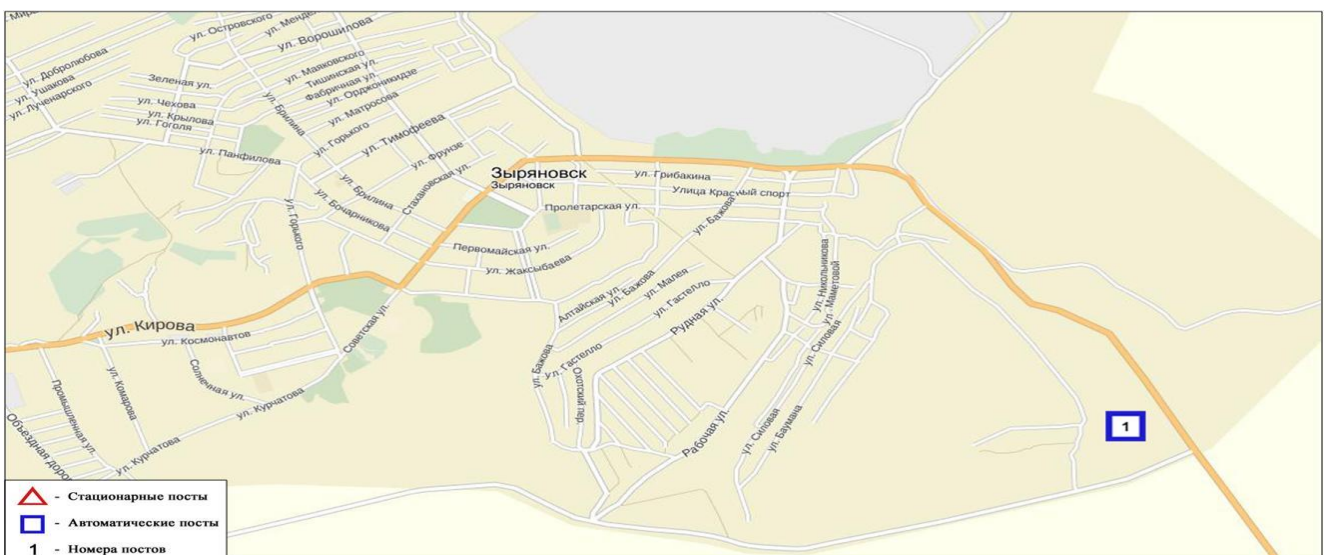 ул. Островского
ул. Ворошилова
ул. Добролюбова
ул. Ушакова
ул. Луначарского
Зеленая ул.
ул. Чехова
ул. Крылова
ул. Гоголя
ул. Маяковского
Тишинская ул.
Фабричная ул.
ул. Орджоникидзе
ул. Матросова
ул. Брилина
ул. Горького
ул. Тимофеева
ул. Фрунзе
ул. Панфилова
Стахановская ул.
Зыряновск
Зыряновск
ул. Грибакина
Улица Красный спорт
Пролетарская ул.
ул. Брилина
ул. Бочарникова
ул. Горького
ул. Бажова
Первомайская ул.
ул. Жаксыбаева
ул. Никольникова
ул. Маметовой
Алтайская ул.
ул. Бажова
ул. Малея
ул. Гастелло
Рудная ул.
ул. Силовая
ул. Кирова
ул. Космонавтов
Советская ул.
ул. Бажова
ул. Гастелло
Охотский пер.
Солнечная ул.
ул. Комарова
Промышленная ул.
ул. Курчатова
ул. Курчатова
Рабочая ул.
ул. Силовая
ул. Баумана
1
- Стационарные посты
- Автоматические посты
1 - Номера постов